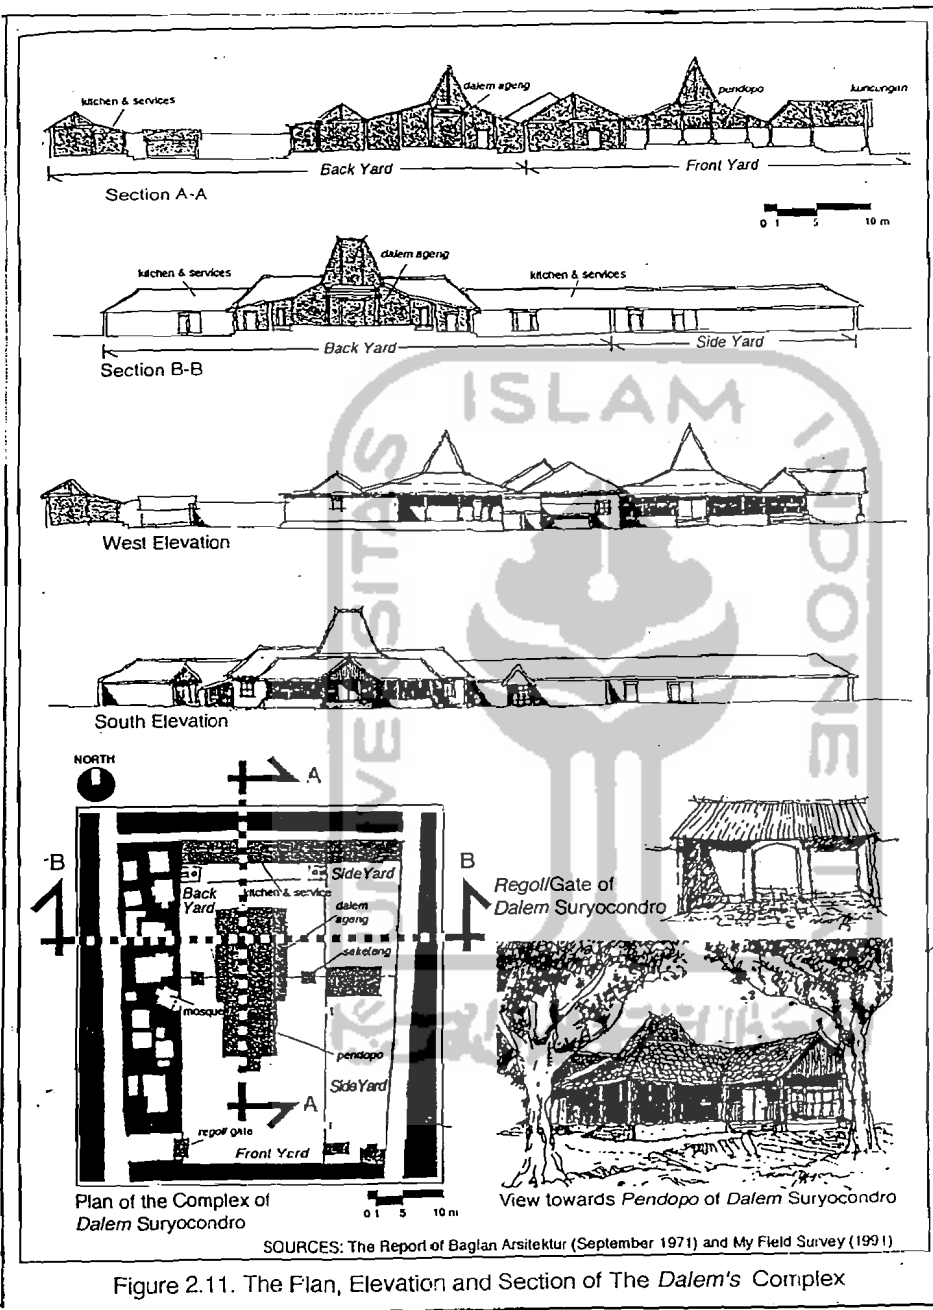 kitchen & services
dalem ageng
pendopo
kuncungan
Back Yard
Front Yard
Section A-A
0 1 5 10 m
kitchen & services
dalem ageng
kitchen & services
Back Yard
Side Yard
Section B-B
ISLAM
UNIVERSITAS
INDONESIA
West Elevation
South Elevation
NORTH
A
B
B
Back
Yard
Side Yard
kitchen & service
dalem
ageng
seketeng
mosque
pendopo
Side Yard
A
regol/ gate
Front Yard
Regol/Gate of
Dalem Suryocondro
Plan of the Complex of
Dalem Suryocondro
0 1 5 10 m
View towards Pendopo of Dalem Suryocondro
SOURCES: The Report of Bagian Arsitektur (September 1971) and My Field Survey (1991)
Figure 2.11. The Plan, Elevation and Section of The Dalem's Complex